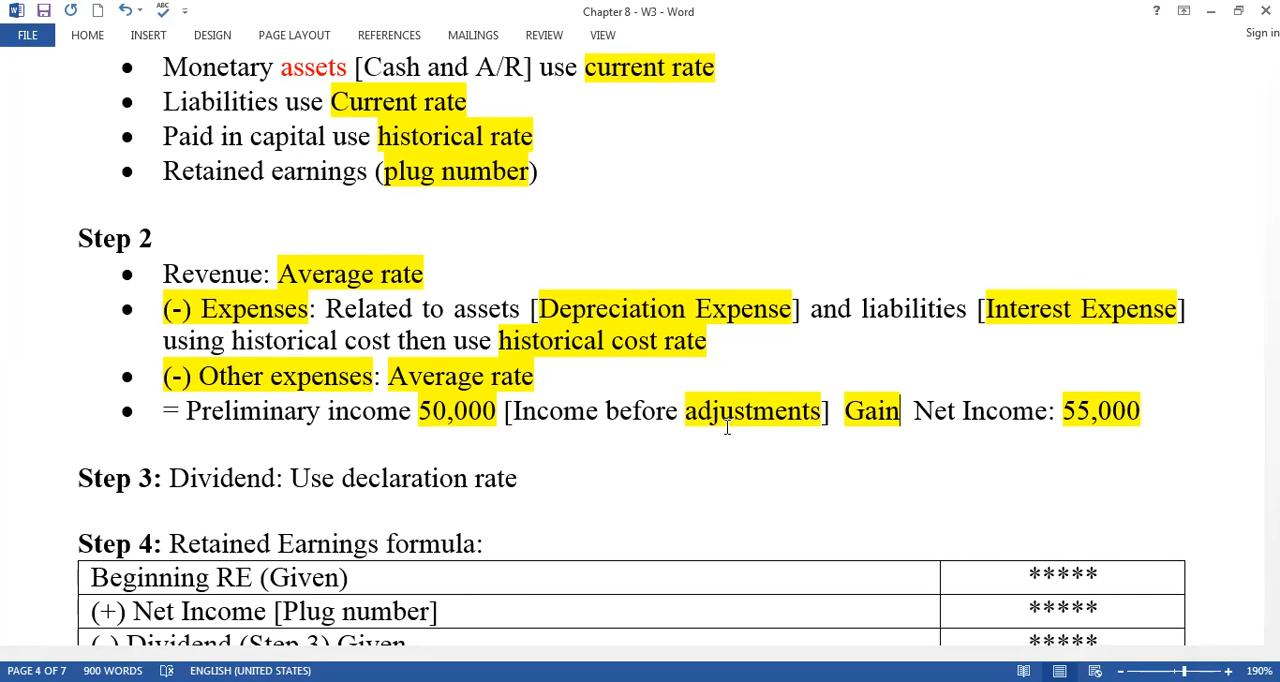 Chapter 8 - W3 - Word
Sign in
FILE HOME INSERT DESIGN PAGE LAYOUT REFERENCES MAILINGS REVIEW VIEW
• Monetary assets [Cash and A/R] use current rate
• Liabilities use Current rate
• Paid in capital use historical rate
• Retained earnings (plug number)
Step 2
• Revenue: Average rate
• (-) Expenses: Related to assets [Depreciation Expense] and liabilities [Interest Expense]
using historical cost then use historical cost rate
• (-) Other expenses: Average rate
• = Preliminary income 50,000 [Income before adjustments] Gain Net Income: 55,000
Step 3: Dividend: Use declaration rate
Step 4: Retained Earnings formula:
Beginning RE (Given) *****
(+) Net Income [Plug number] *****
(-) Dividend (Step 3) Given *****
PAGE 4 OF 7 900 WORDS ENGLISH (UNITED STATES) 190%